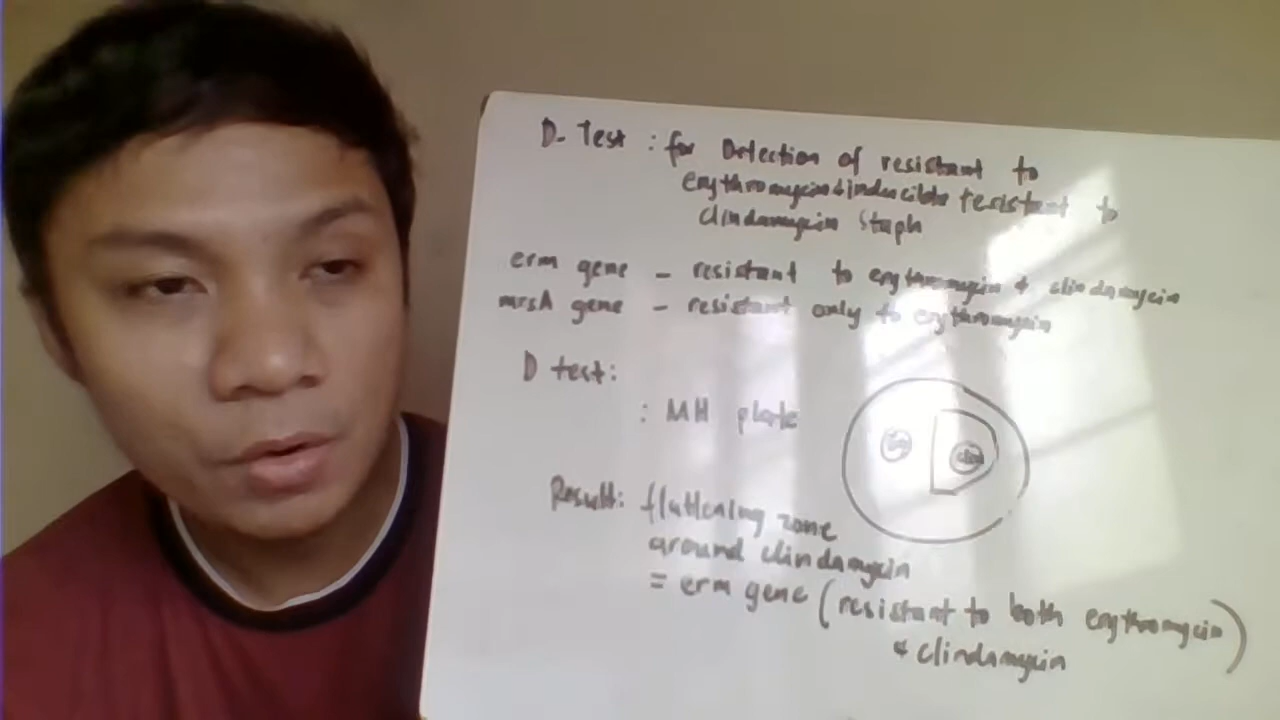 D- Test : for Detection of resistant to
erythromycin & inducible resistant to
clindamycin staph
erm gene - resistant to erythromycin & clindamycin
mrsA gene - resistant only to erythromycin
D test:
: MH plate
Result: flattening zone
around clindamycin
= erm gene (resistant to both erythromycin
& clindamycin)